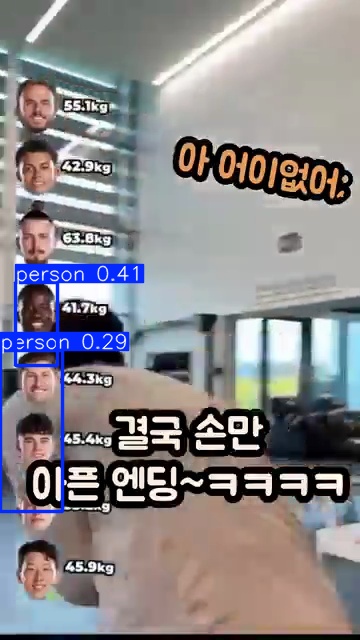 55.1kg
42.9kg
아 어이없어;
63.8kg
person 0.41
41.7kg
person 0.29
44.3kg
45.4kg
결국 손만
아픈 엔딩~ㅋㅋㅋㅋ
45.9kg